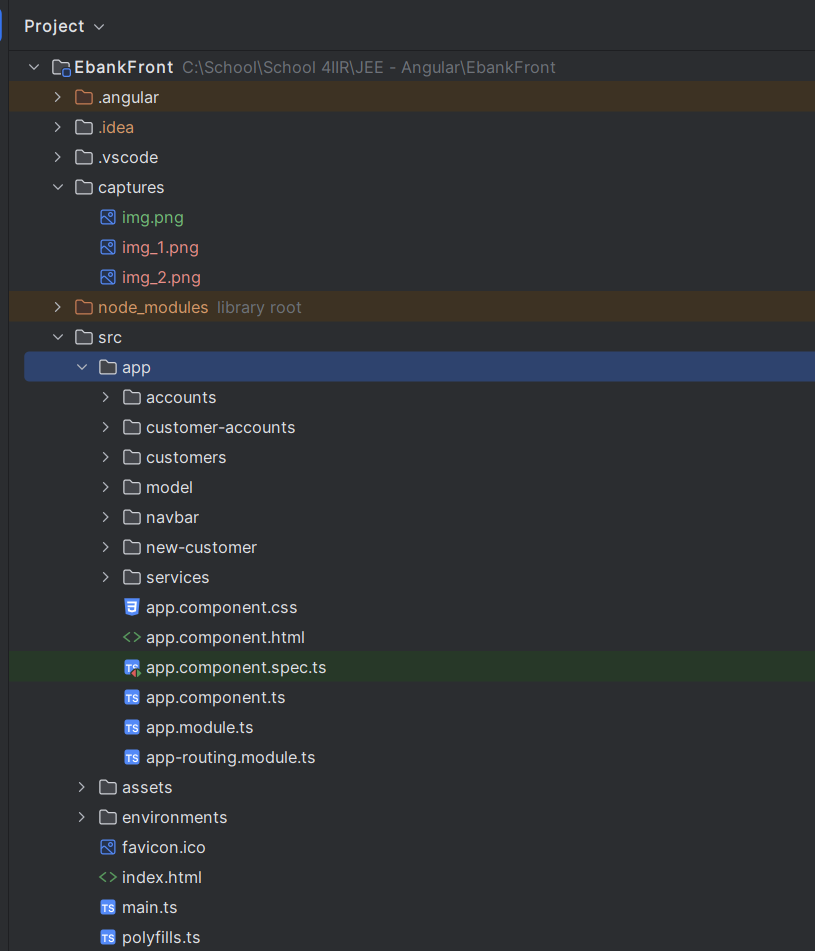 Project
EbankFront C:\School\School 4IIR\JEE - Angular\EbankFront
.angular
.idea
.vscode
captures
img.png
img_1.png
img_2.png
node_modules library root
src
app
accounts
customer-accounts
customers
model
navbar
new-customer
services
app.component.css
app.component.html
app.component.spec.ts
app.component.ts
app.module.ts
app-routing.module.ts
assets
environments
favicon.ico
index.html
main.ts
polyfills.ts